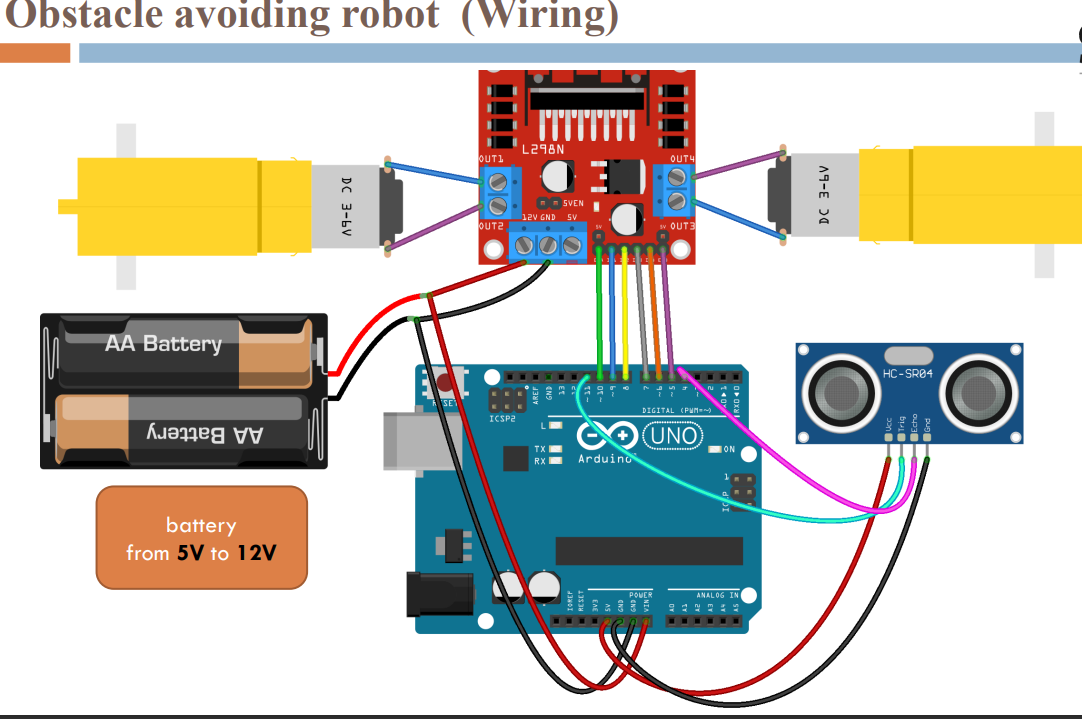 Obstacle avoiding robot (Wiring)
L298N
OUT1
OUT4
5VEN
OUT2
12V GND 5V
OUT3
5V
5V
DC 3-6V
DC 3-6V
AA Battery
AA Battery
battery
from 5V to 12V
RESET
ICSP2
AREF
GND
13
12
~11
~10
~9
8
7
~6
~5
4
~3
2
TX▶1
RX◀0
DIGITAL (PWM=~)
L
TX
RX
UNO
ON
Arduino
1
ICSP
IOREF
RESET
3V3
5V
GND
GND
VIN
POWER
ANALOG IN
A0
A1
A2
A3
A4
A5
HC-SR04
Vcc
Trig
Echo
Gnd